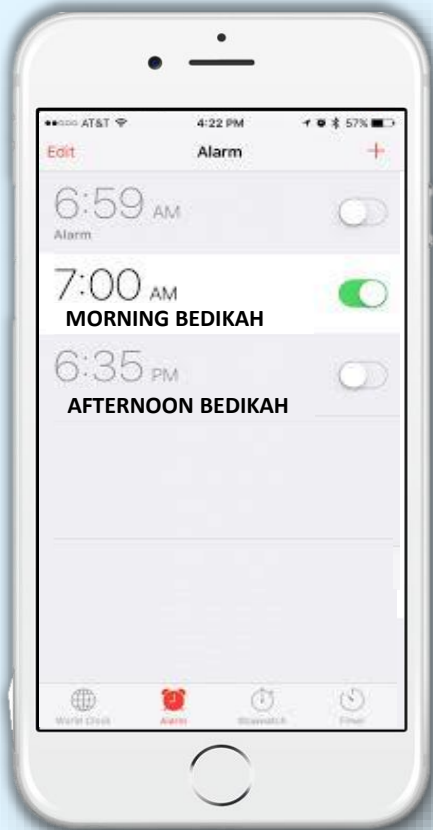 AT&T 4:22 PM 57%
Edit Alarm +
6:59 AM
Alarm
7:00 AM
MORNING BEDIKAH
6:35 PM
AFTERNOON BEDIKAH
World Clock Alarm Stopwatch Timer